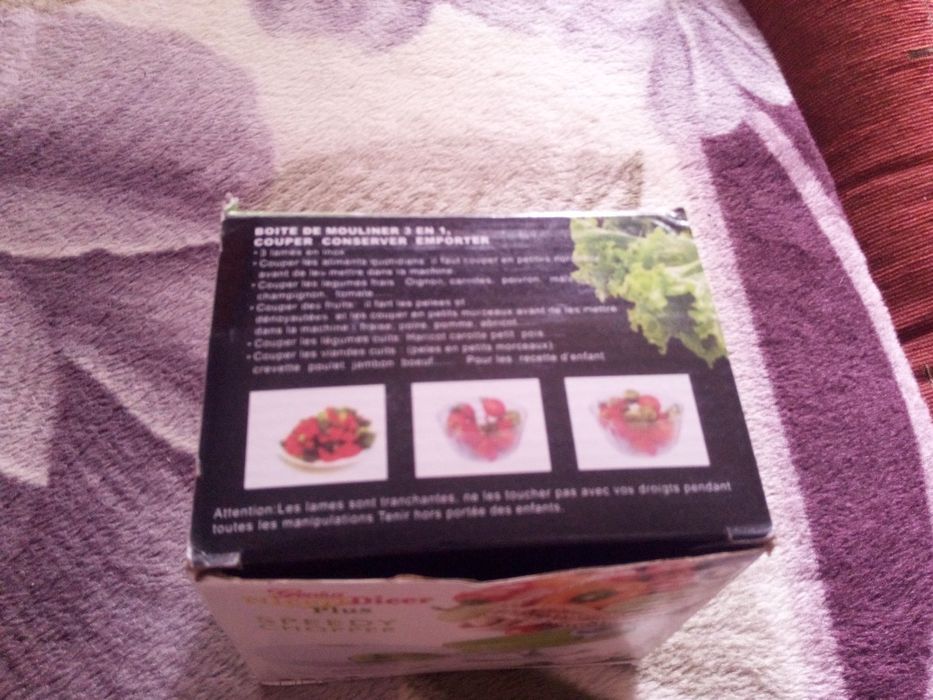 BOITE DE MOULINER 3 EN 1,
COUPER CONSERVER EMPORTER
• 3 lames en inox
• Couper les aliments quotidiens il faut couper en petits
avant de les mettre dans la machine
• Couper les légumes frais Oignon, carottes, poivron,
champignon, tomate
• Couper des fruits: il fant les pelées et
dénoyautées et les couper en petits morceaux avant de les mettre
dans la machine : fraise, poire, pomme,
• Couper les légumes cuits: Haricot carotte petit pois
• Couper les viandes cuits (peler en petits morceaux)
crevette poulet jambon boeuf..... Pour les recette d'enfant
Attention:Les lames sont tranchantes, ne les toucher pas avec vos droigts pendant
toutes les manipulations Tenir hors portée des enfants.
Dicer
Plus
SPEEDY